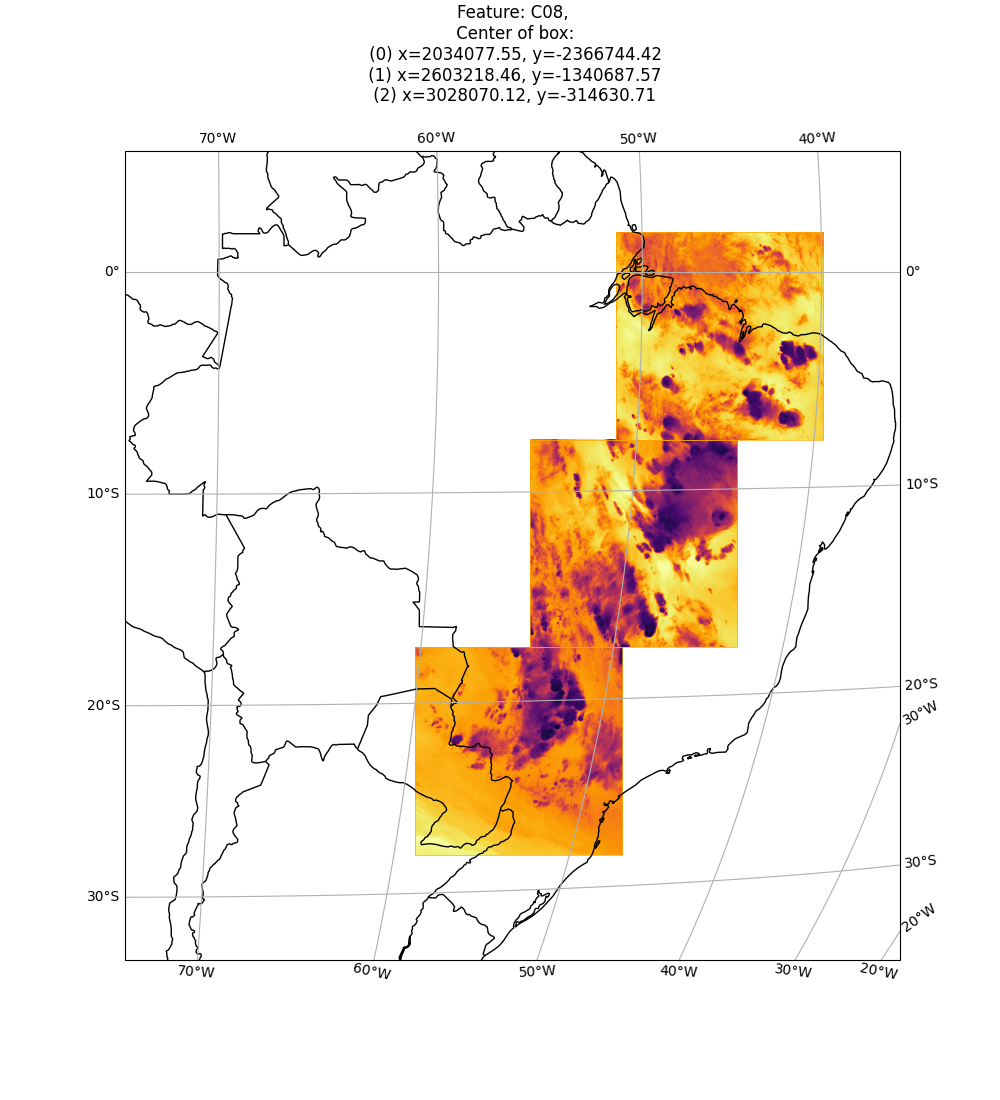 Feature: C08,
Center of box:
(0) x=2034077.55, y=-2366744.42
(1) x=2603218.46, y=-1340687.57
(2) x=3028070.12, y=-314630.71
70°W 60°W 50°W 40°W
0° 0°
10°S 10°S
20°S 20°S
30°W
30°S 30°S
20°W
70°W 60°W 50°W 40°W 30°W 20°W